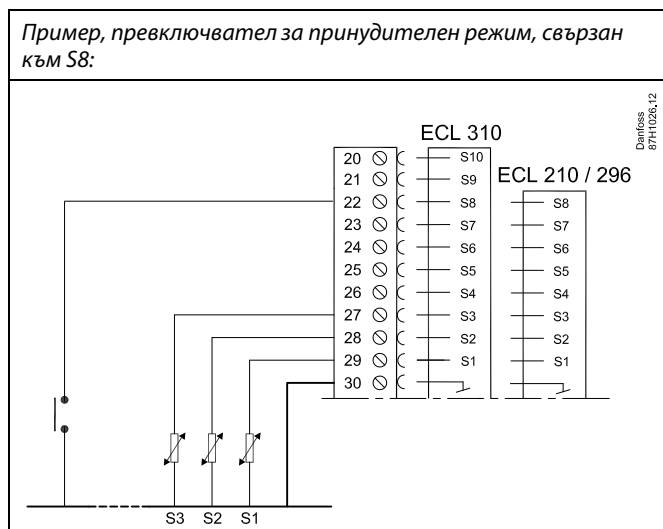 Пример, превключвател за принудителен режим, свързан
към S8:
Danfoss
87H1026.12
ECL 310
ECL 210 / 296
20 S10
21 S9
22 S8 S8
23 S7 S7
24 S6 S6
25 S5 S5
26 S4 S4
27 S3 S3
28 S2 S2
29 S1 S1
30
S3 S2 S1